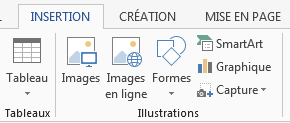 INSERTION CRÉATION MISE EN PAGE
Tableau Images Images en ligne Formes SmartArt
Graphique
Capture
Tableaux Illustrations